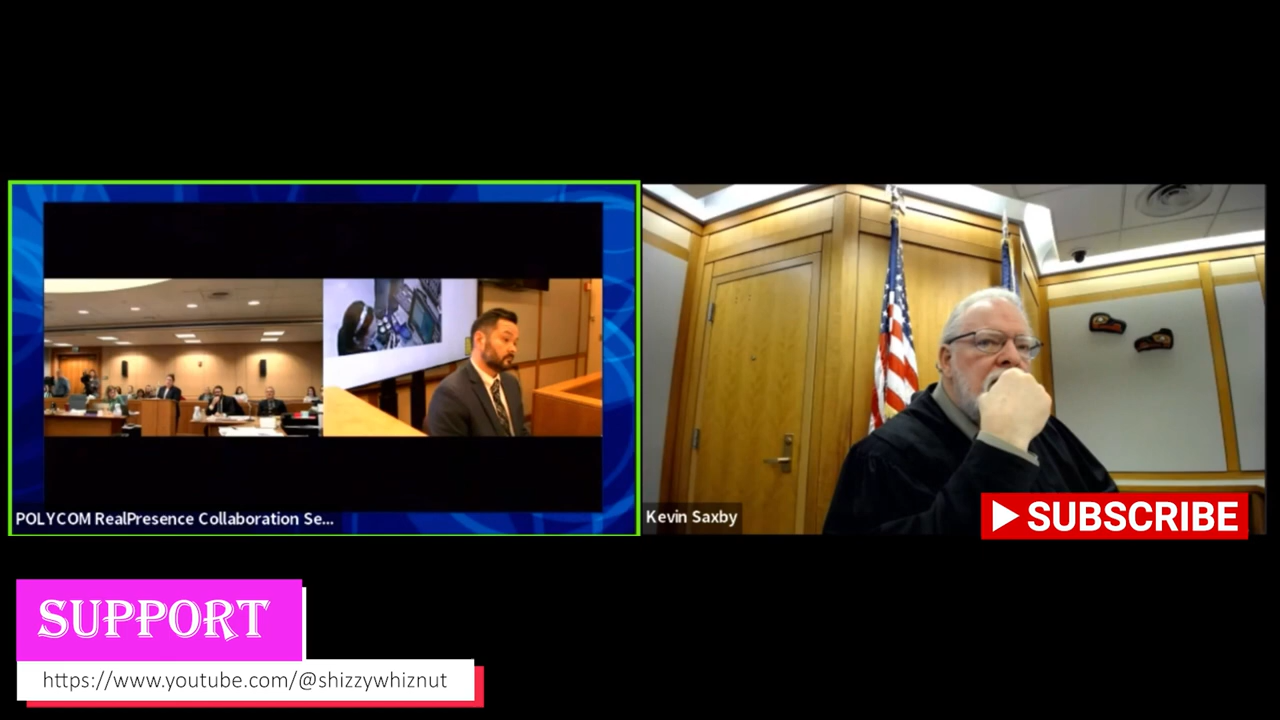 POLYCOM RealPresence Collaboration Se...
Kevin Saxby
SUBSCRIBE
SUPPORT
https://www.youtube.com/@shizzywhiznut